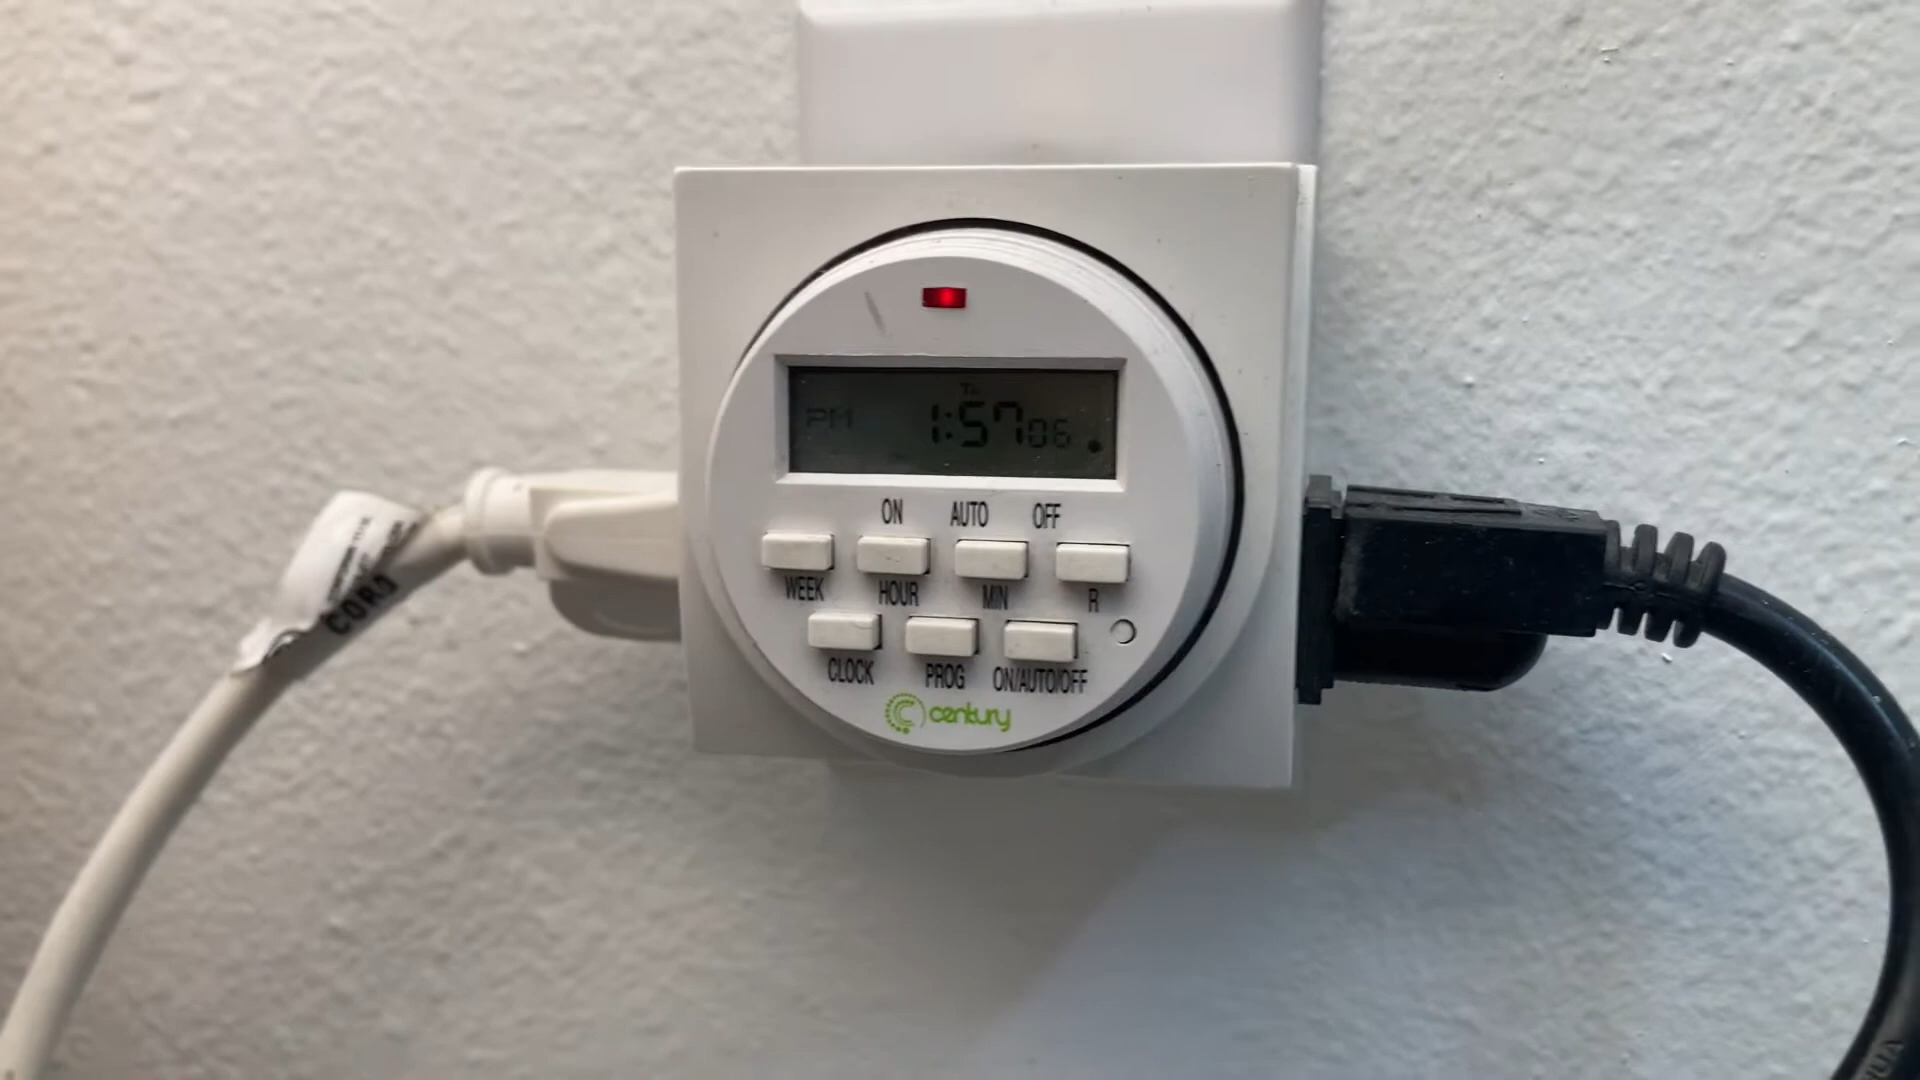 PM 1:57 06
ON AUTO OFF
WEEK HOUR MIN R
CLOCK PROG ON/AUTO/OFF
century
CORD